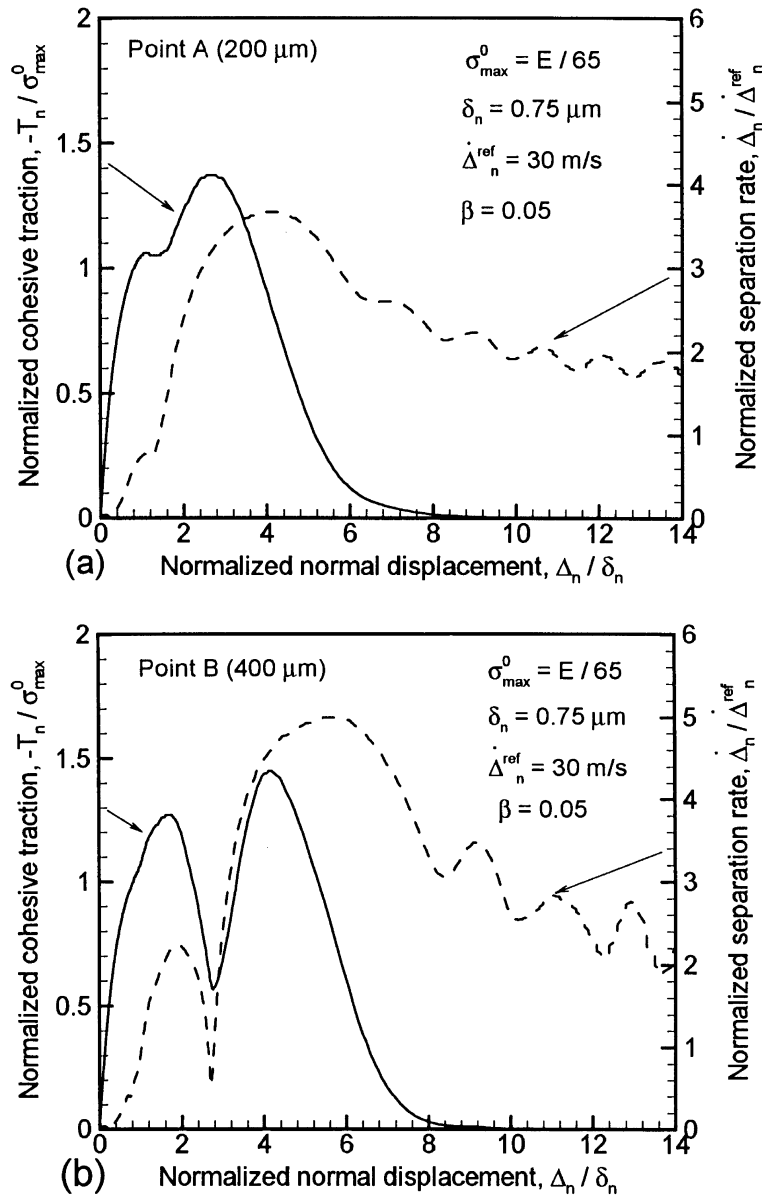 Point A (200 μm)
σ⁰max = E / 65
δn = 0.75 μm
Δ̇ⁿref = 30 m/s
β = 0.05
Normalized cohesive traction, -Tn / σ⁰max
2
1.5
1
0.5
0
Normalized separation rate, Δ̇n / Δ̇ⁿref
6
5
4
3
2
1
0
0 2 4 6 8 10 12 14
(a) Normalized normal displacement, Δn / δn
Point B (400 μm)
σ⁰max = E / 65
δn = 0.75 μm
Δ̇ⁿref = 30 m/s
β = 0.05
Normalized cohesive traction, -Tn / σ⁰max
2
1.5
1
0.5
0
Normalized separation rate, Δ̇n / Δ̇ⁿref
6
5
4
3
2
1
0
0 2 4 6 8 10 12 14
(b) Normalized normal displacement, Δn / δn